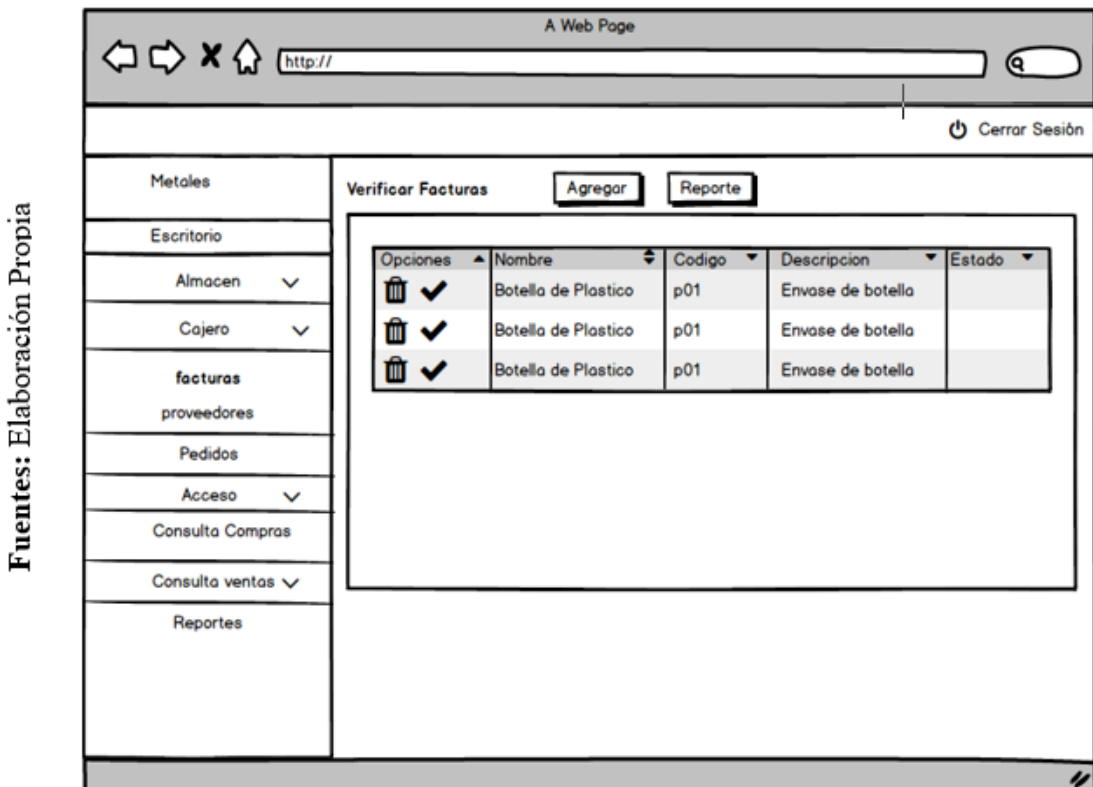 A Web Page
http://
Cerrar Sesión
Metales
Escritorio
Almacen
Cajero
facturas
proveedores
Pedidos
Acceso
Consulta Compras
Consulta ventas
Reportes
Verificar Facturas Agregar Reporte
Opciones Nombre Codigo Descripcion Estado
Botella de Plastico p01 Envase de botella
Botella de Plastico p01 Envase de botella
Botella de Plastico p01 Envase de botella
Fuentes: Elaboración Propia